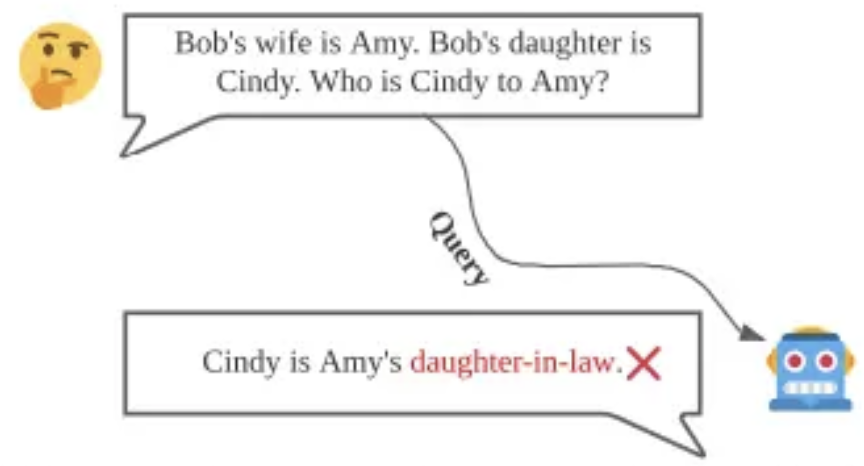 Bob's wife is Amy. Bob's daughter is
Cindy. Who is Cindy to Amy?
Query
Cindy is Amy's daughter-in-law.